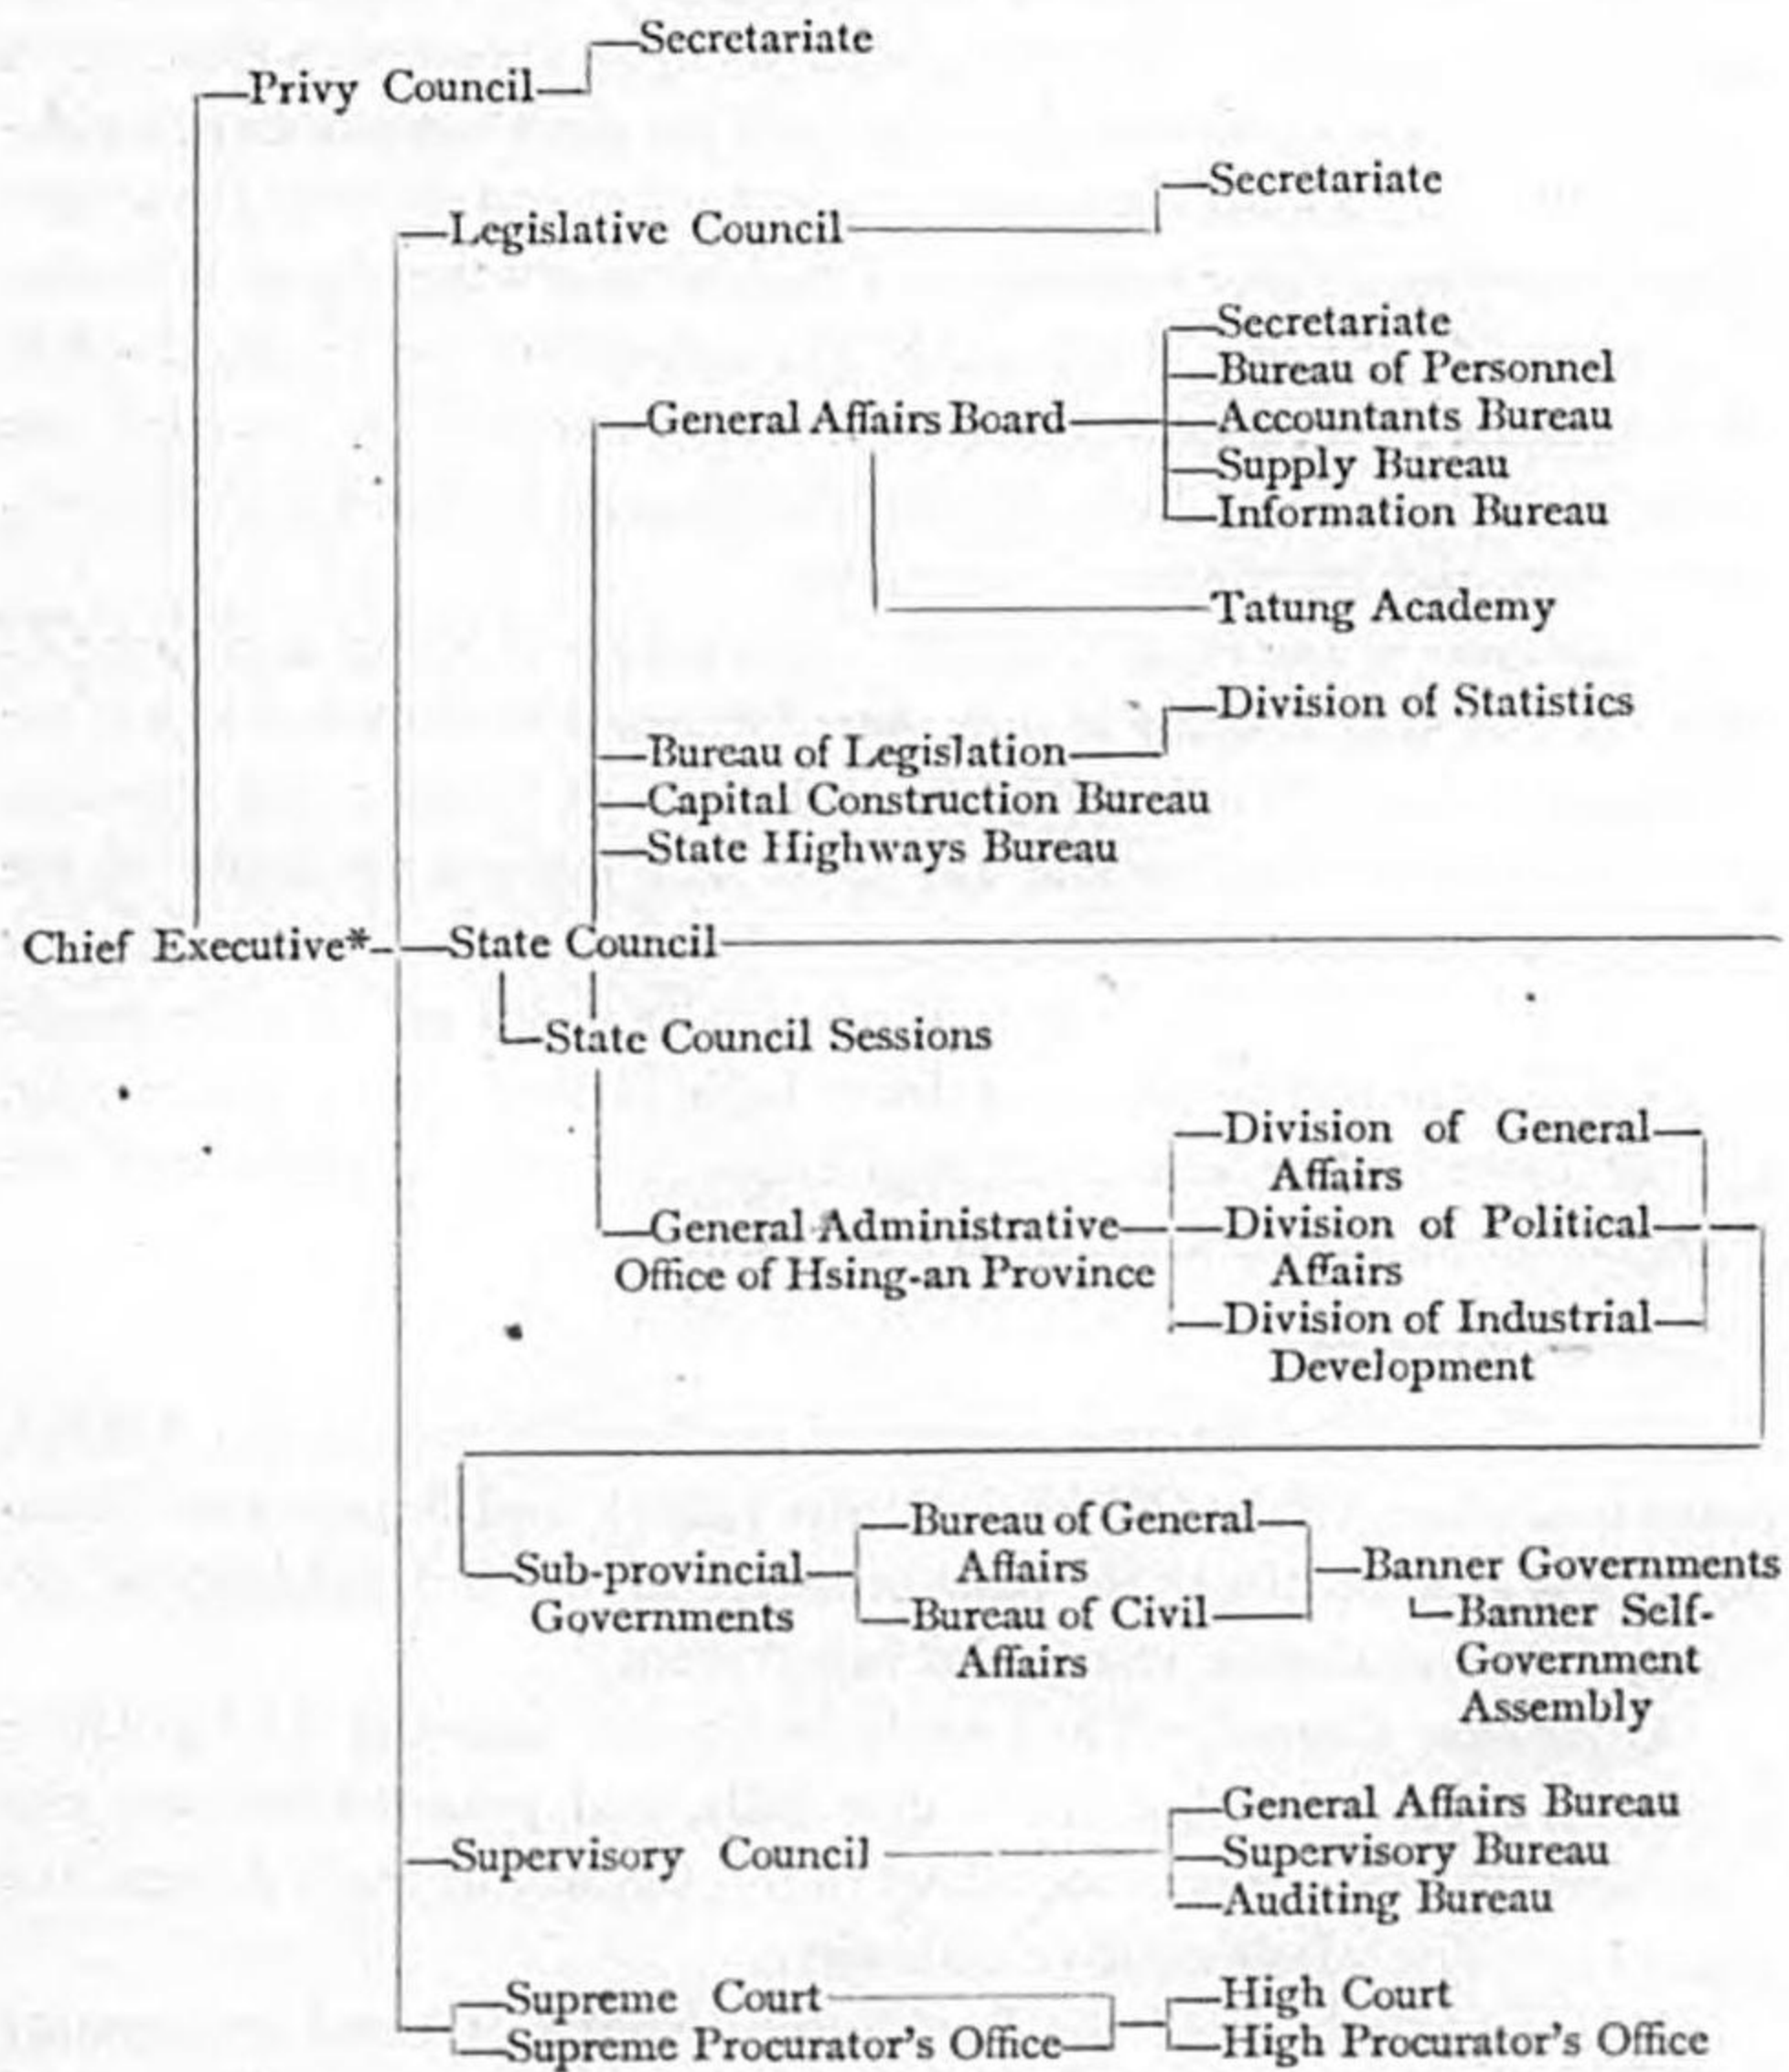 Secretariate
Privy Council
Secretariate
Legislative Council
Secretariate
Bureau of Personnel
General Affairs Board
Accountants Bureau
Supply Bureau
Information Bureau
Tatung Academy
Division of Statistics
Bureau of Legislation
Capital Construction Bureau
State Highways Bureau
Chief Executive*
State Council
State Council Sessions
Division of General
Affairs
General Administrative
Office of Hsing-an Province
Division of Political
Affairs
Division of Industrial
Development
Sub-provincial
Governments
Bureau of General
Affairs
Bureau of Civil
Affairs
Banner Governments
Banner Self-
Government
Assembly
General Affairs Bureau
Supervisory Council
Supervisory Bureau
Auditing Bureau
Supreme Court
Supreme Procurator's Office
High Court
High Procurator's Office